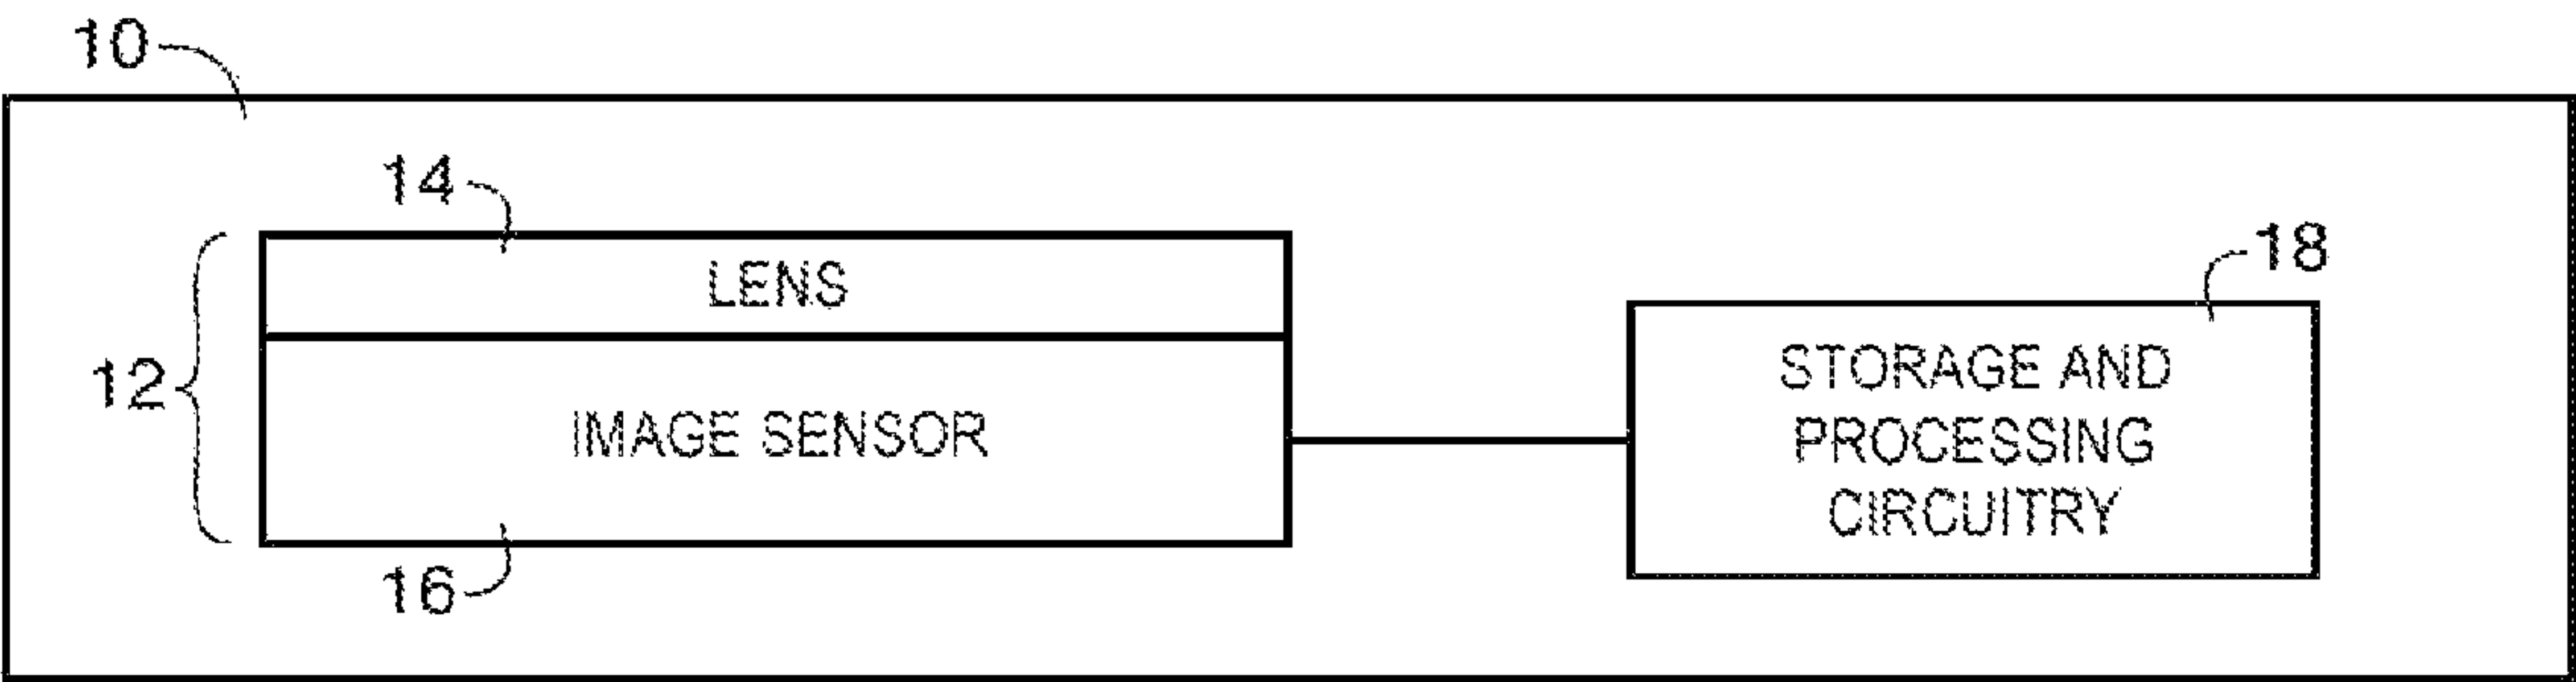 10
14
LENS
18
12
IMAGE SENSOR
STORAGE AND
PROCESSING
CIRCUITRY
16